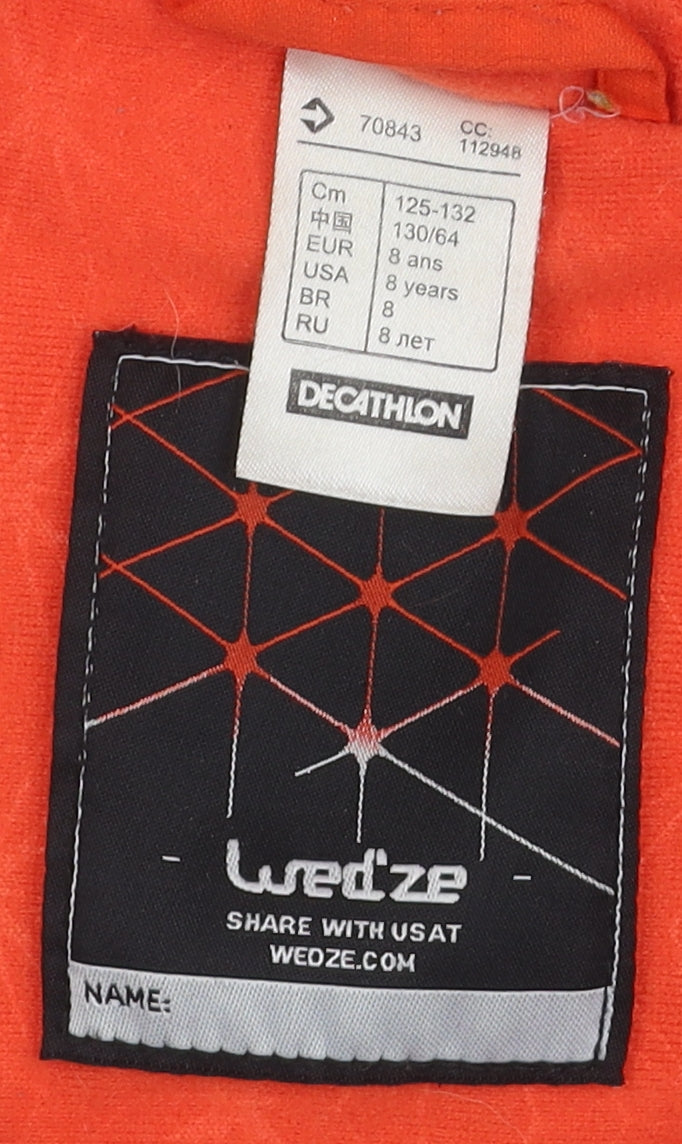 70843 CC:
112948
Cm 125-132
中国 130/64
EUR 8 ans
USA 8 years
BR 8
RU 8 лет
DECATHLON
- wed'ze -
SHARE WITH US AT
WEDZE.COM
NAME: